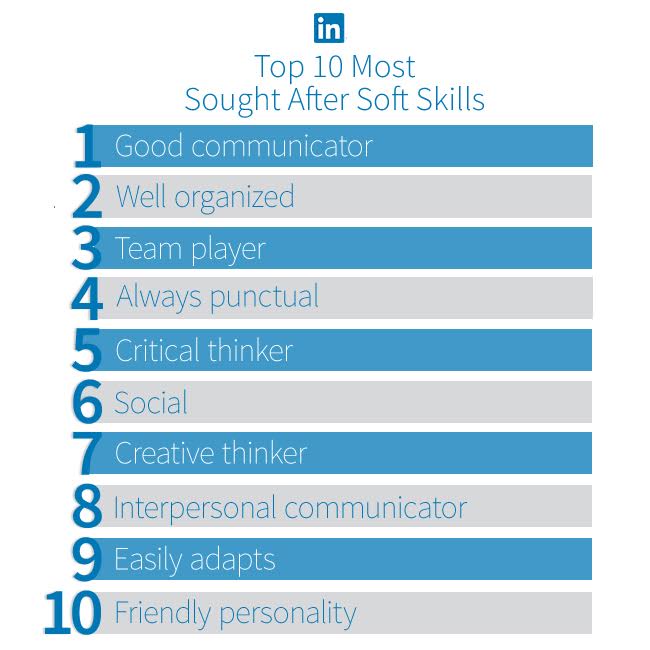 in
Top 10 Most
Sought After Soft Skills
1 Good communicator
2 Well organized
3 Team player
4 Always punctual
5 Critical thinker
6 Social
7 Creative thinker
8 Interpersonal communicator
9 Easily adapts
10 Friendly personality